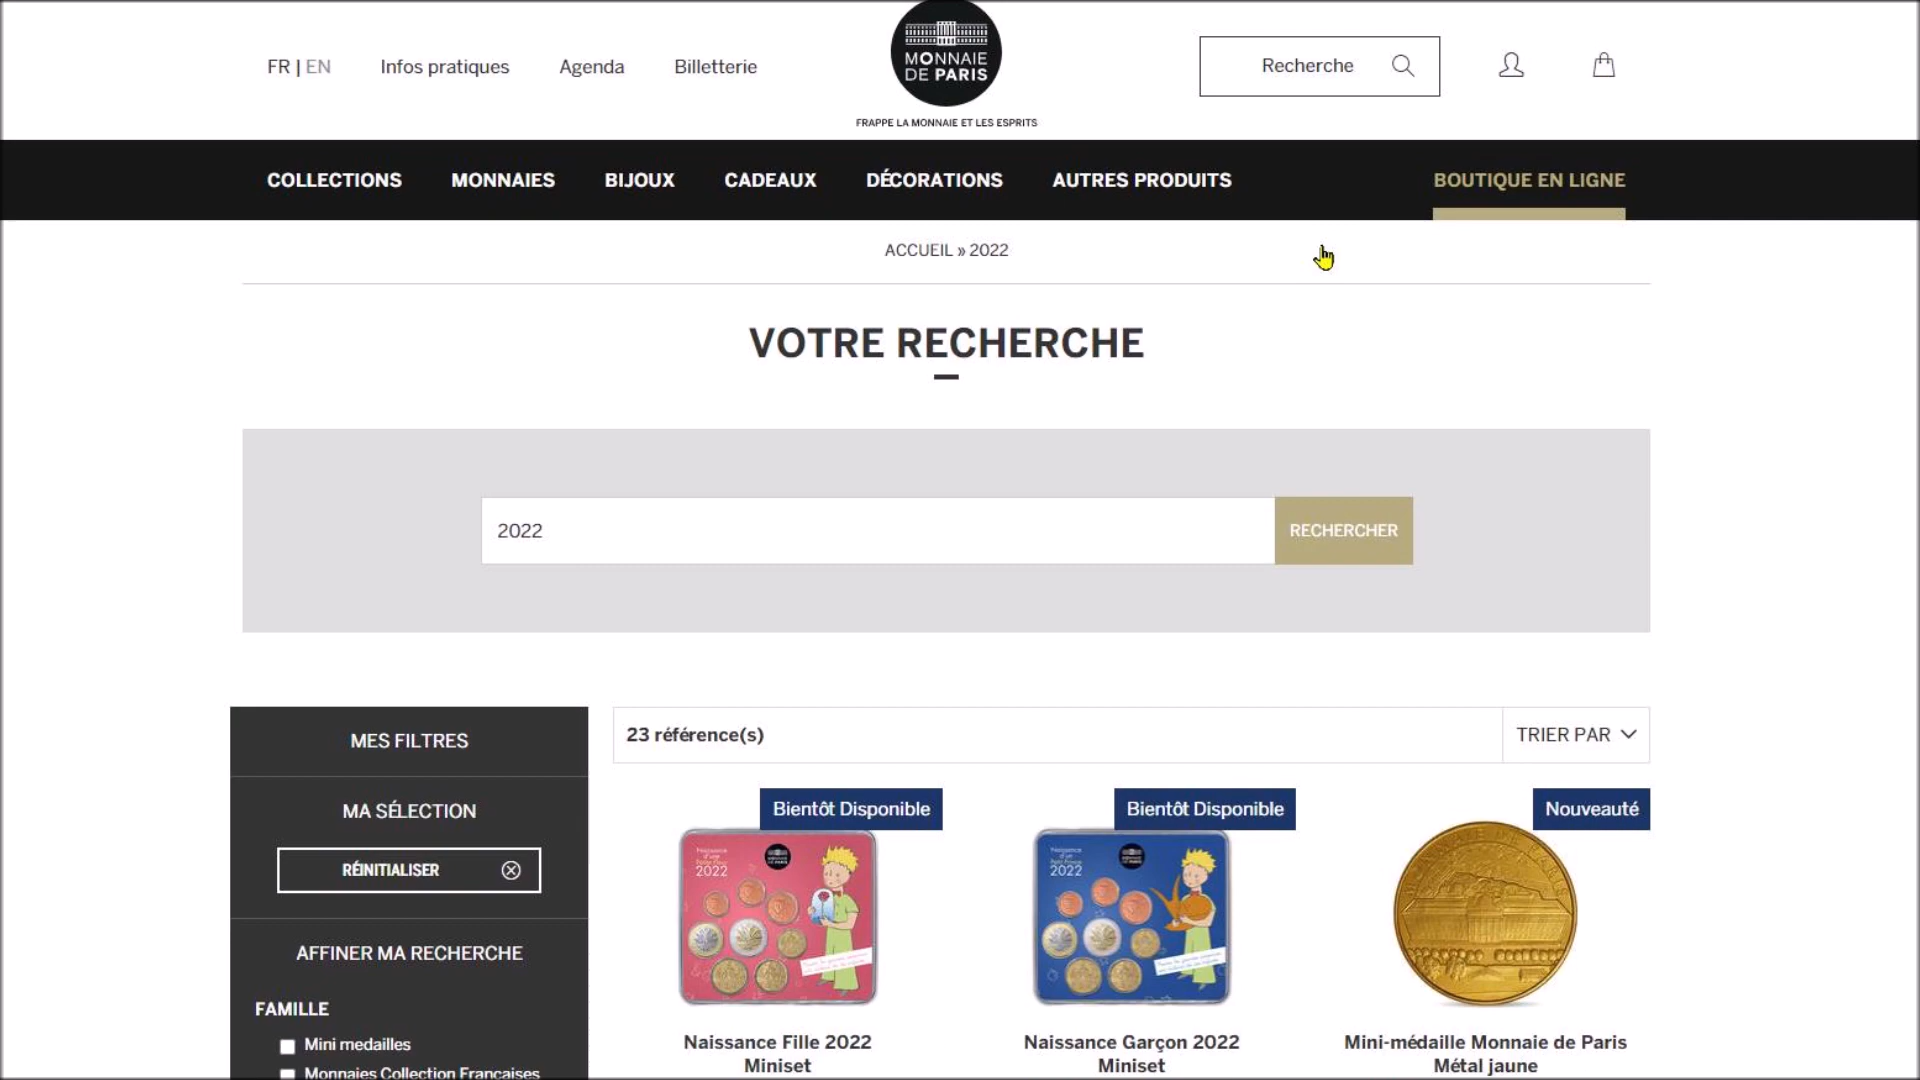 FR | EN
Infos pratiques
Agenda
Billetterie
MONNAIE
DE PARIS
FRAPPE LA MONNAIE ET LES ESPRITS
Recherche
COLLECTIONS
MONNAIES
BIJOUX
CADEAUX
DÉCORATIONS
AUTRES PRODUITS
BOUTIQUE EN LIGNE
ACCUEIL » 2022
VOTRE RECHERCHE
2022
RECHERCHER
MES FILTRES
MA SÉLECTION
RÉINITIALISER
AFFINER MA RECHERCHE
FAMILLE
Mini medailles
Monnaies Collection Françaises
23 référence(s)
TRIER PAR
Bientôt Disponible
2022
Naissance Fille 2022
Miniset
Bientôt Disponible
2022
Naissance Garçon 2022
Miniset
Nouveauté
Mini-médaille Monnaie de Paris
Métal jaune